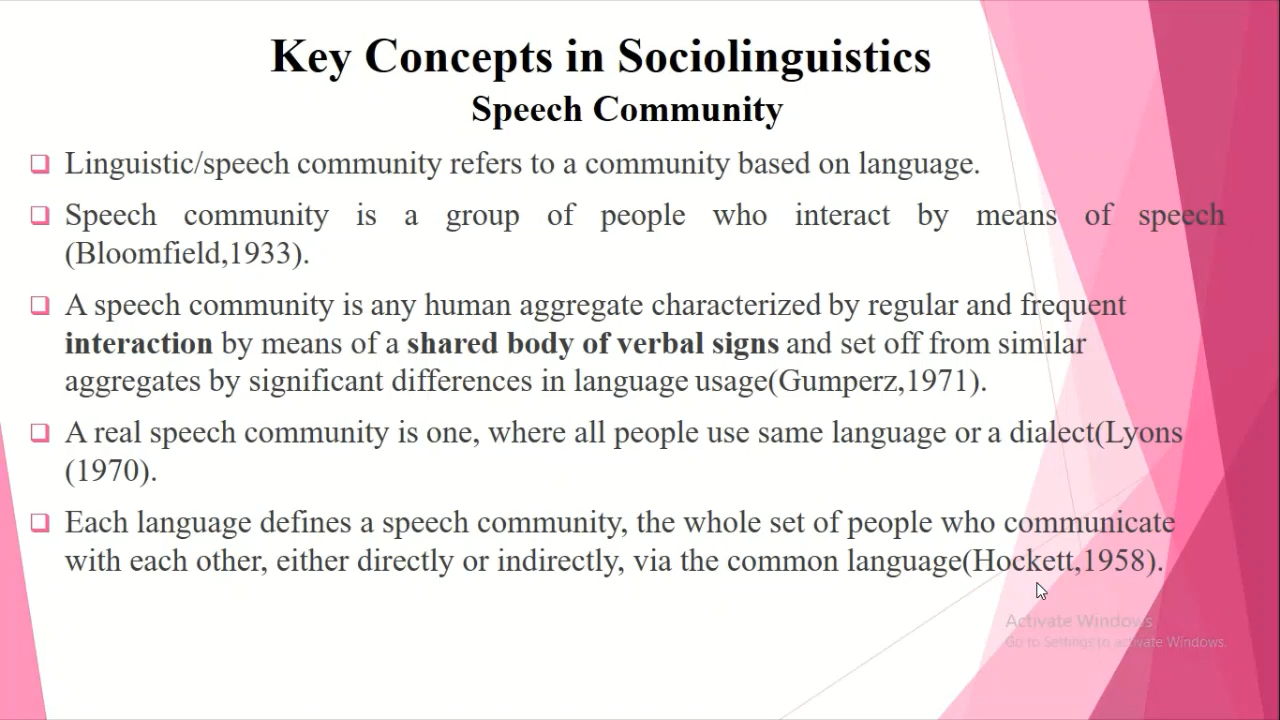 Key Concepts in Sociolinguistics
Speech Community
Linguistic/speech community refers to a community based on language.
Speech community is a group of people who interact by means of speech
(Bloomfield,1933).
A speech community is any human aggregate characterized by regular and frequent
interaction by means of a shared body of verbal signs and set off from similar
aggregates by significant differences in language usage(Gumperz,1971).
A real speech community is one, where all people use same language or a dialect(Lyons
(1970).
Each language defines a speech community, the whole set of people who communicate
with each other, either directly or indirectly, via the common language(Hockett,1958).
Activate Windows
Go to Settings to activate Windows.